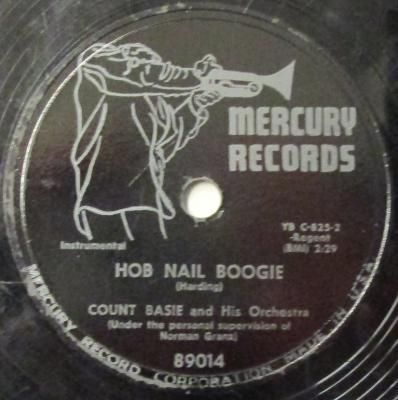 MERCURY
RECORDS
Instrumental
YB C-825-2
-Regent
(BMI) 2:29
HOB NAIL BOOGIE
(Harding)
COUNT BASIE and His Orchestra
(Under the personal supervision of
Norman Granz)
89014
MERCURY RECORD CORPORATION MADE IN U.S.A.